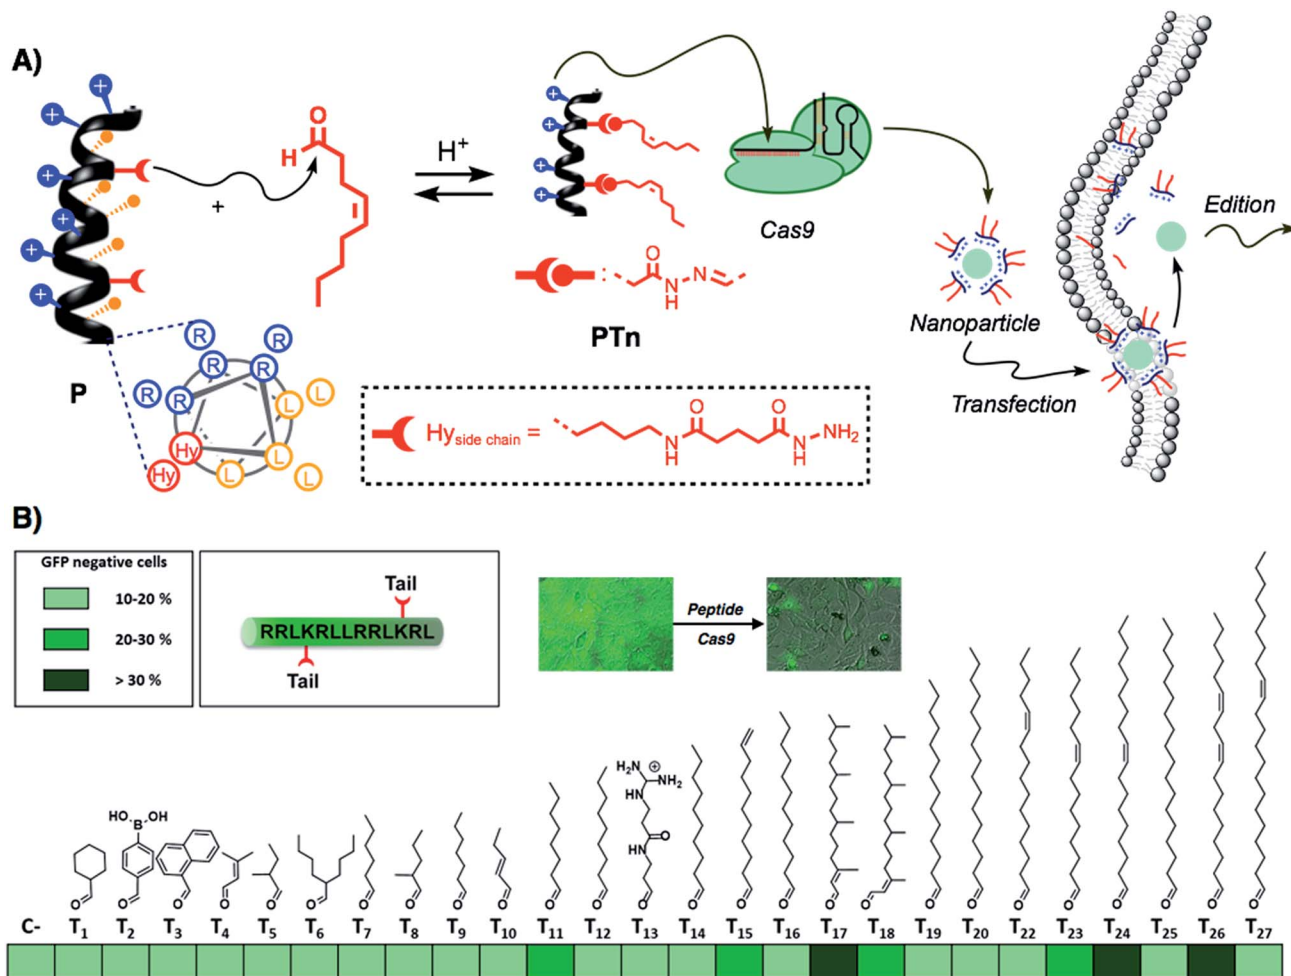 A)
H
O
+
H+
Cas9
Edition
Nanoparticle
Transfection
O
N
H
N
PTn
P
R
R
R
R
R
R
L
L
L
L
L
Hy
Hy
Hy side chain =
O
N
H
O
N
H
NH2
B)
GFP negative cells
10-20 %
20-30 %
> 30 %
Tail
RRLKRLLRRLKRL
Tail
Peptide
Cas9
HO OH
B
H2N
NH2
HN
O
HN
O O O O O O O O O O O O O O O O O O O O O O O O O O
C- T1 T2 T3 T4 T5 T6 T7 T8 T9 T10 T11 T12 T13 T14 T15 T16 T17 T18 T19 T20 T22 T23 T24 T25 T26 T27